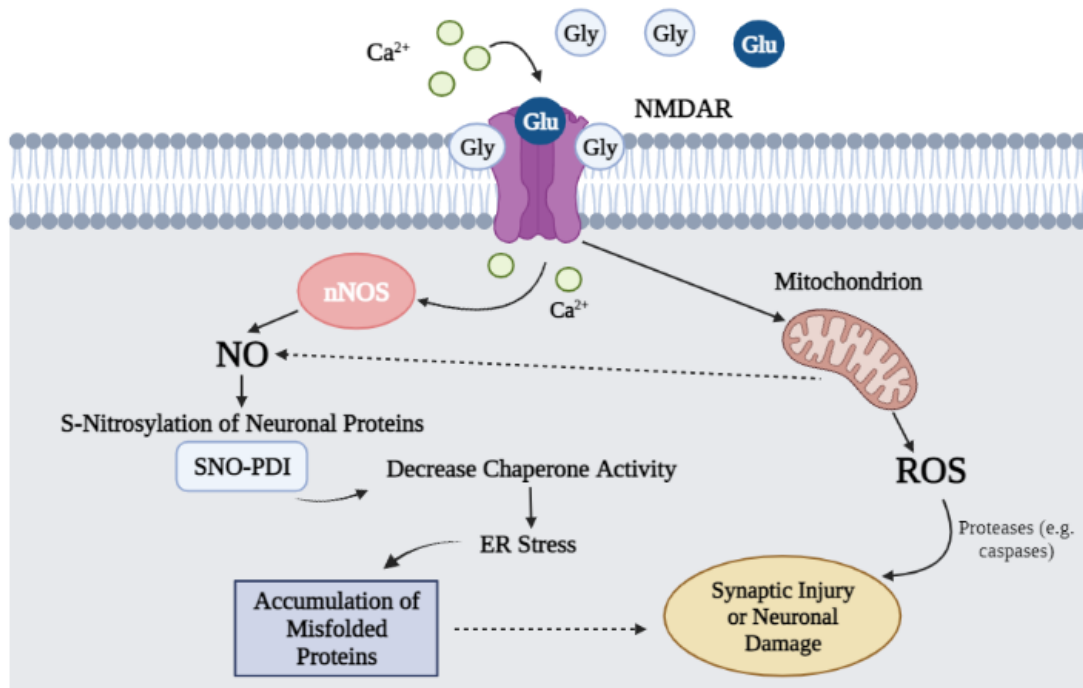 Ca²⁺
Gly
Gly
Glu
NMDAR
Glu
Gly
Gly
nNOS
Ca²⁺
Mitochondrion
NO
S-Nitrosylation of Neuronal Proteins
SNO-PDI
Decrease Chaperone Activity
ROS
Proteases (e.g.
caspases)
ER Stress
Accumulation of
Misfolded
Proteins
Synaptic Injury
or Neuronal
Damage